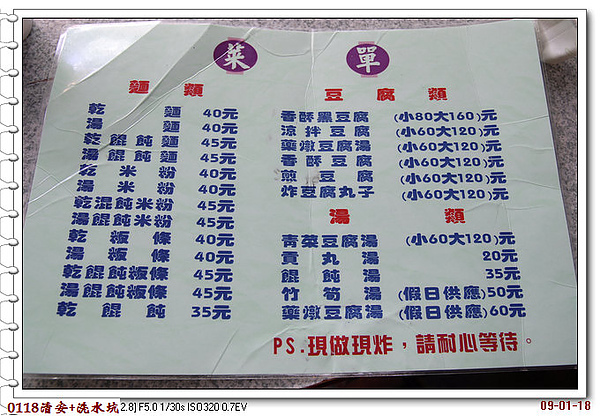 菜單
麵類
乾麵 40元
湯麵 40元
乾餛飩麵 45元
湯餛飩麵 45元
乾米粉 40元
湯米粉 40元
乾混飩米粉 45元
湯餛飩米粉 45元
乾粄條 40元
湯粄條 40元
乾餛飩粄條 45元
湯餛飩粄條 45元
乾餛飩 35元
豆腐類
香酥黑豆腐 (小80大160)元
涼拌豆腐 (小60大120)元
藥燉豆腐湯 (小60大120)元
香酥豆腐 (小60大120)元
煎豆腐 (小60大120)元
炸豆腐丸子 (小60大120)元
湯類
青菜豆腐湯 (小60大120)元
貢丸湯 20元
餛飩湯 35元
竹筍湯 (假日供應)50元
藥燉豆腐湯 (假日供應)60元
PS.現做現炸,請耐心等待。
0118清安+洗水坑
2.8] F5.0 1/30s ISO320 0.7EV
09-01-18